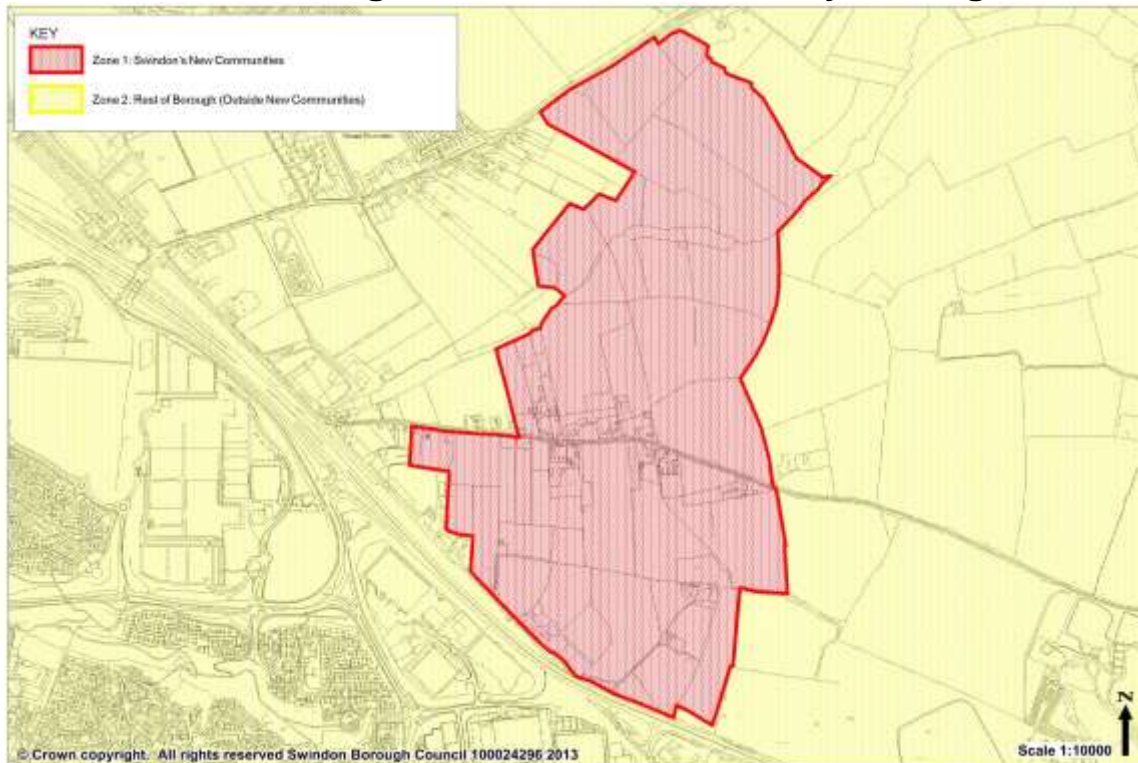 KEY
Zone 1: Swindon's New Communities
Zone 2: Rest of Borough (Outside New Communities)
N
© Crown copyright. All rights reserved Swindon Borough Council 100024296 2013
Scale 1:10000